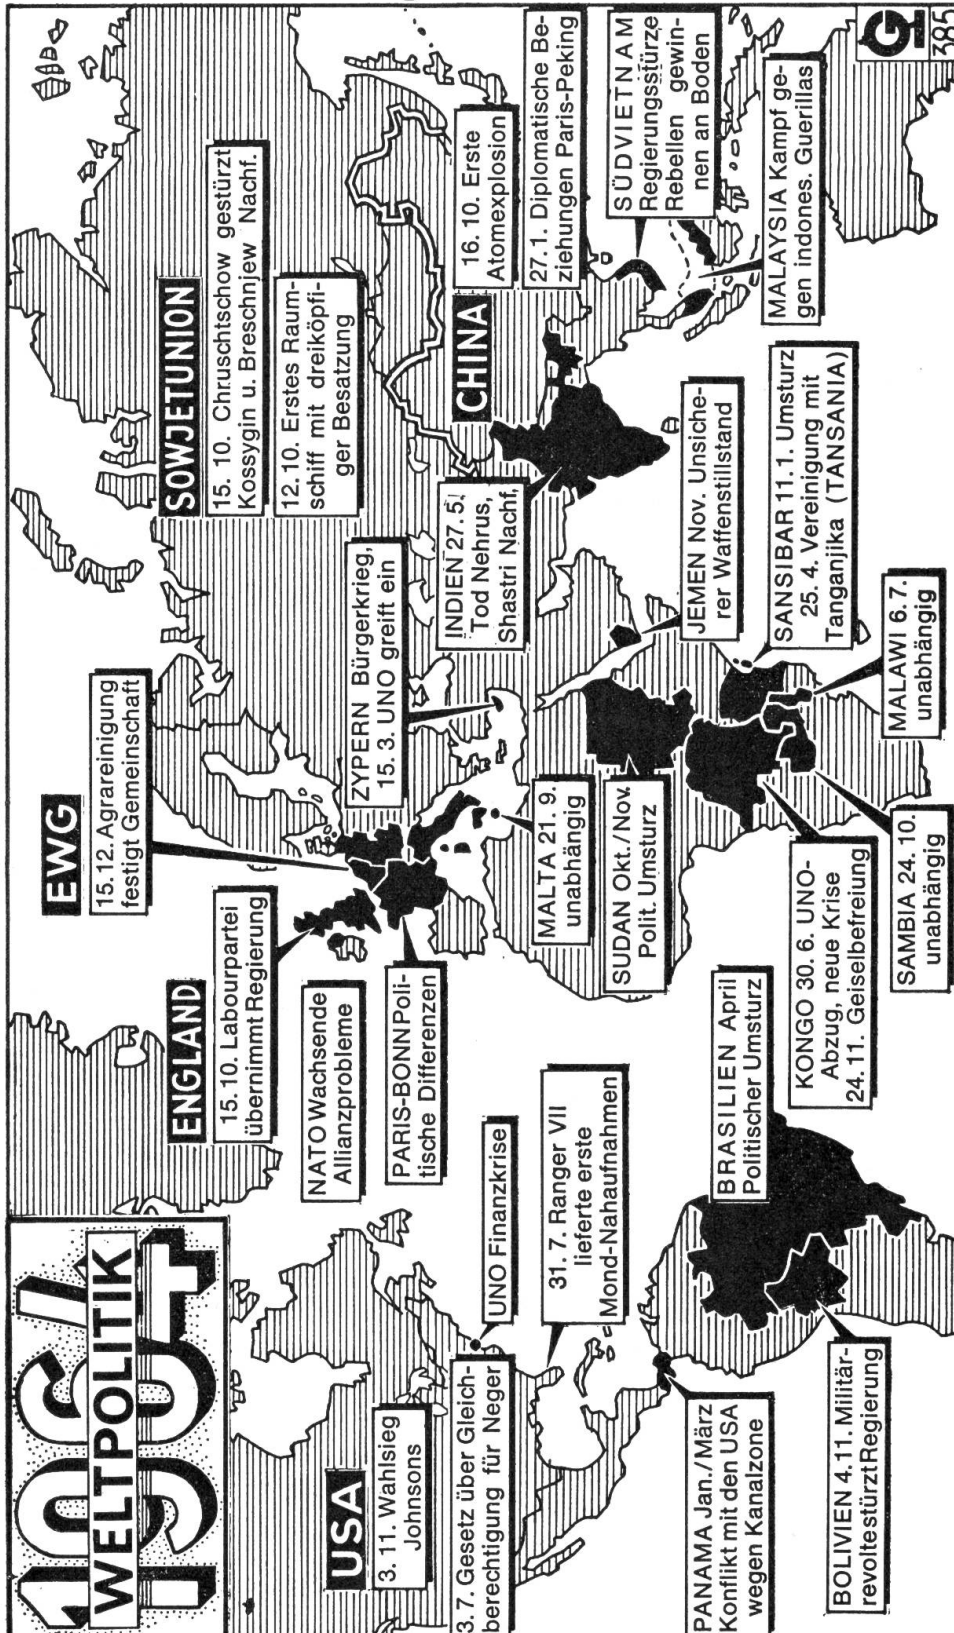 1964
WELTPOLITIK
USA
3. 11. Wahlsieg
Johnsons
3. 7. Gesetz über Gleich-
berechtigung für Neger
UNO Finanzkrise
31. 7. Ranger VII
lieferte erste
Mond-Nahaufnahmen
PANAMA Jan./März
Konflikt mit den USA
wegen Kanalzone
BOLIVIEN 4. 11. Militär-
revolte stürzt Regierung
BRASILIEN April
Politischer Umsturz
ENGLAND
15. 10. Labourpartei
übernimmt Regierung
NATO Wachsende
Allianzprobleme
PARIS-BONN Poli-
tische Differenzen
EWG
15. 12. Agrareinigung
festigt Gemeinschaft
ZYPERN Bürgerkrieg,
15. 3. UNO greift ein
MALTA 21. 9.
unabhängig
SUDAN Okt./Nov.
Polit. Umsturz
KONGO 30. 6. UNO-
Abzug, neue Krise
24. 11. Geiselbefreiung
SAMBIA 24. 10.
unabhängig
MALAWI 6. 7.
unabhängig
SANSIBAR 11. 1. Umsturz
25. 4. Vereinigung mit
Tanganjika (TANSANIA)
JEMEN Nov. Unsiche-
rer Waffenstillstand
INDIEN 27. 5.
Tod Nehrus,
Shastri Nachf,
SOWJETUNION
15. 10. Chruschtschow gestürzt
Kossygin u. Breschnjew Nachf.
12. 10. Erstes Raum-
schiff mit dreiköpfi-
ger Besatzung
CHINA
16. 10. Erste
Atomexplosion
27. 1. Diplomatische Be-
ziehungen Paris-Peking
SÜDVIETNAM
Regierungsstürze,
Rebellen gewin-
nen an Boden
MALAYSIA Kampf ge-
gen indones. Guerillas
385